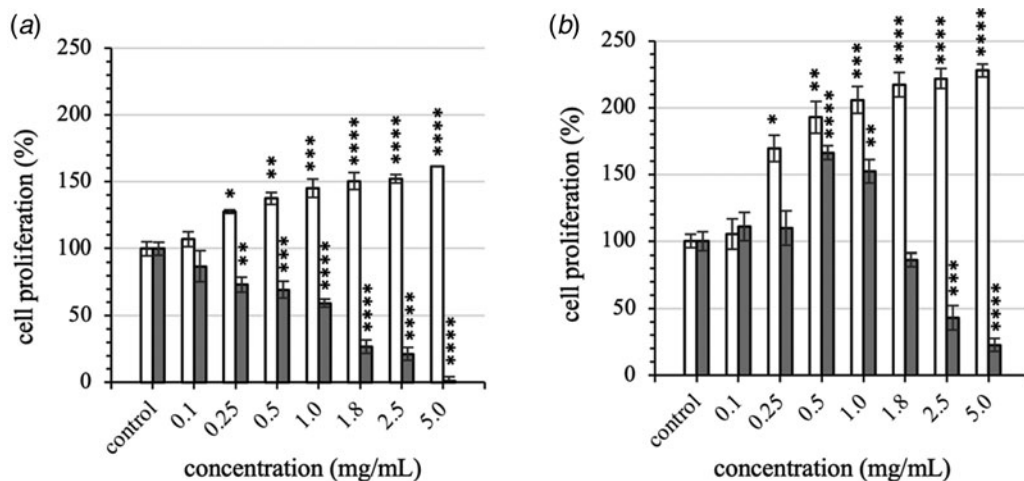 (a)
250
200
150
100
50
0
cell proliferation (%)
* ** *** **** **** ****
** *** **** **** **** ****
control 0.1 0.25 0.5 1.0 1.8 2.5 5.0
concentration (mg/mL)
(b)
250
200
150
100
50
0
cell proliferation (%)
* ** *** **** **** ****
**** ** *** ****
control 0.1 0.25 0.5 1.0 1.8 2.5 5.0
concentration (mg/mL)